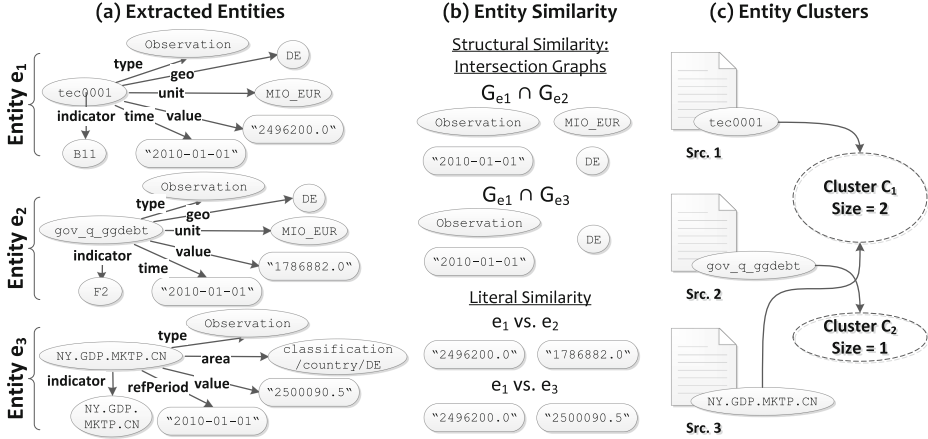 (a) Extracted Entities
Entity e1
Observation
type
DE
geo
tec0001
unit
MIO_EUR
indicator
time
value
"2496200.0"
B11
"2010-01-01"
Entity e2
Observation
type
DE
geo
gov_q_ggdebt
unit
MIO_EUR
indicator
value
"1786882.0"
time
F2
"2010-01-01"
Entity e3
Observation
type
NY.GDP.MKTP.CN
area
classification
/country/DE
indicator
refPeriod
value
"2500090.5"
NY.GDP.
MKTP.CN
"2010-01-01"
(b) Entity Similarity
Structural Similarity:
Intersection Graphs
Ge1 ∩ Ge2
Observation
MIO_EUR
"2010-01-01"
DE
Ge1 ∩ Ge3
Observation
DE
"2010-01-01"
Literal Similarity
e1 vs. e2
"2496200.0"
"1786882.0"
e1 vs. e3
"2496200.0"
"2500090.5"
(c) Entity Clusters
tec0001
Src. 1
Cluster C1
Size = 2
gov_q_ggdebt
Src. 2
Cluster C2
Size = 1
NY.GDP.MKTP.CN
Src. 3